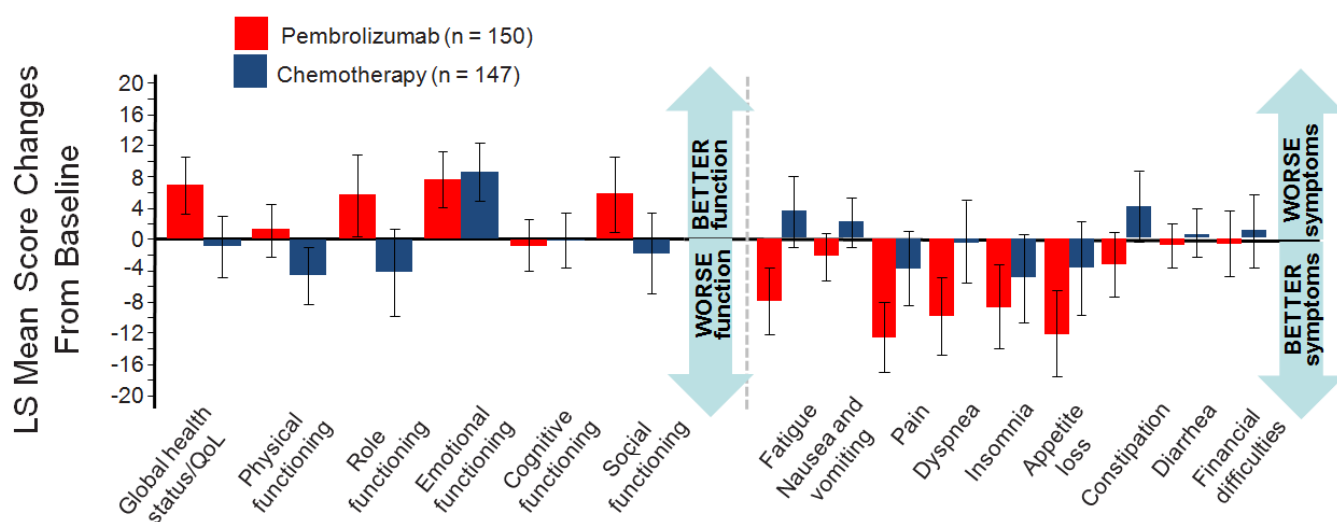 Pembrolizumab (n = 150)
Chemotherapy (n = 147)
LS Mean Score Changes
From Baseline
20
16
12
8
4
0
-4
-8
-12
-16
-20
BETTER
function
WORSE
function
WORSE
symptoms
BETTER
symptoms
Global health
status/QoL
Physical
functioning
Role
functioning
Emotional
functioning
Cognitive
functioning
Social
functioning
Fatigue
Nausea and
vomiting
Pain
Dyspnea
Insomnia
Appetite
loss
Constipation
Diarrhea
Financial
difficulties